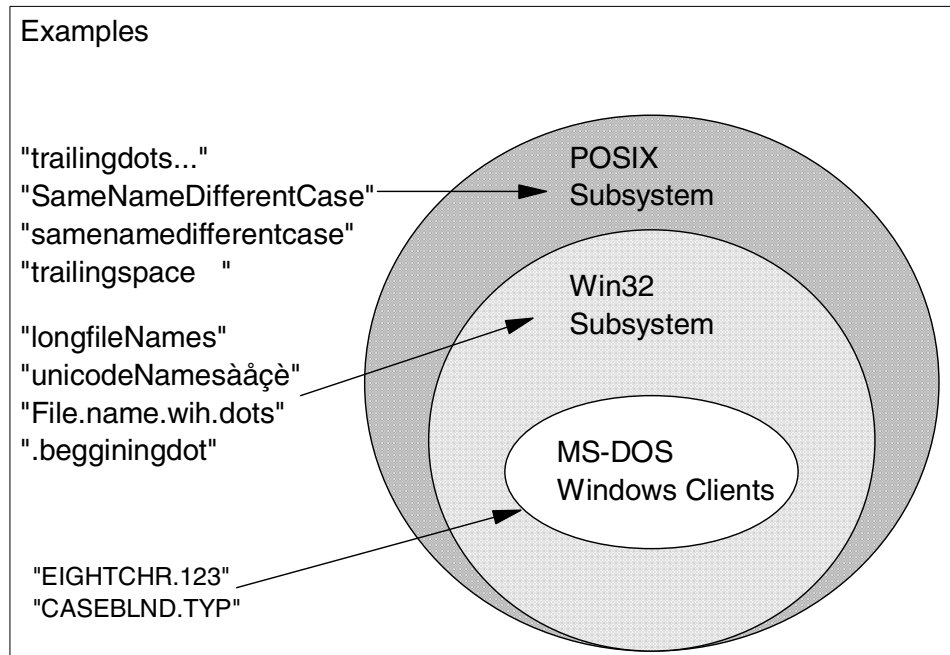 Examples
"trailingdots..."
"SameNameDifferentCase"
"samenamedifferentcase"
"trailingspace   "
"longfileNames"
"unicodeNamesàåçè"
"File.name.wih.dots"
".begginingdot"
"EIGHTCHR.123"
"CASEBLND.TYP"
POSIX
Subsystem
Win32
Subsystem
MS-DOS
Windows Clients